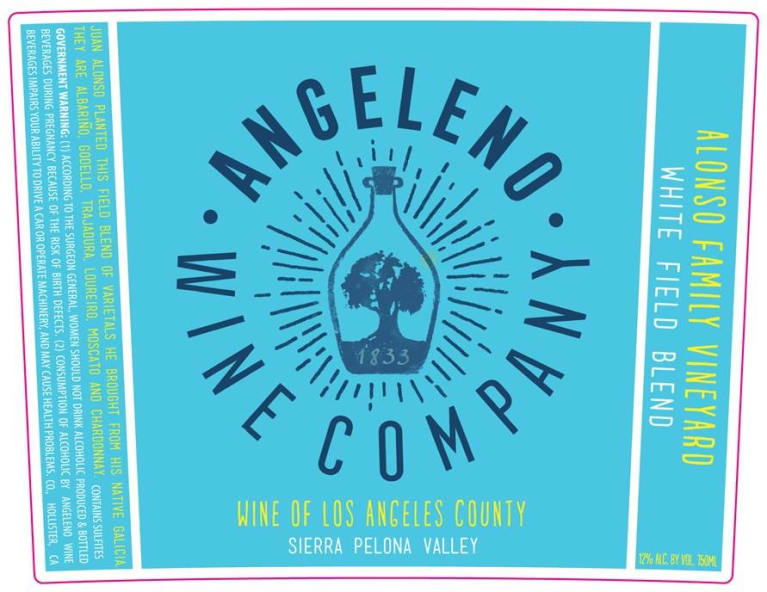 JUAN ALONSO PLANTED THIS FIELD BLEND OF VARIETALS HE BROUGHT FROM HIS NATIVE GALICIA.
THEY ARE ALBARIÑO, GODELLO, TRAJADURA, LOUREIRO, MOSCATO AND CHARDONNAY. CONTAINS SULFITES
GOVERNMENT WARNING: (1) ACCORDING TO THE SURGEON GENERAL, WOMEN SHOULD NOT DRINK ALCOHOLIC PRODUCED & BOTTLED
BEVERAGES DURING PREGNANCY BECAUSE OF THE RISK OF BIRTH DEFECTS. (2) CONSUMPTION OF ALCOHOLIC BY ANGELENO WINE
BEVERAGES IMPAIRS YOUR ABILITY TO DRIVE A CAR OR OPERATE MACHINERY, AND MAY CAUSE HEALTH PROBLEMS. CO., HOLLISTER, CA
• ANGELENO •
WINE COMPANY
1833
WINE OF LOS ANGELES COUNTY
SIERRA PELONA VALLEY
ALONSO FAMILY VINEYARD
WHITE FIELD BLEND
12% ALC. BY VOL. 750ML